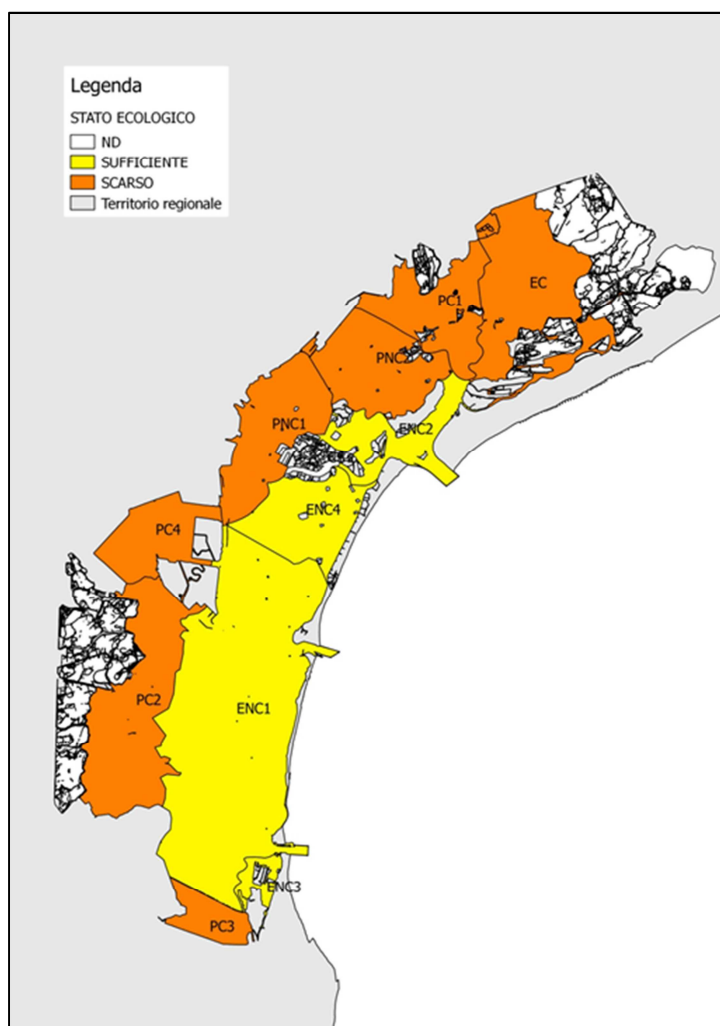 Legenda
STATO ECOLOGICO
ND
SUFFICIENTE
SCARSO
Territorio regionale
EC
PC1
PNC2
PNC1
ENC2
ENC4
PC4
PC2
ENC1
ENC3
PC3